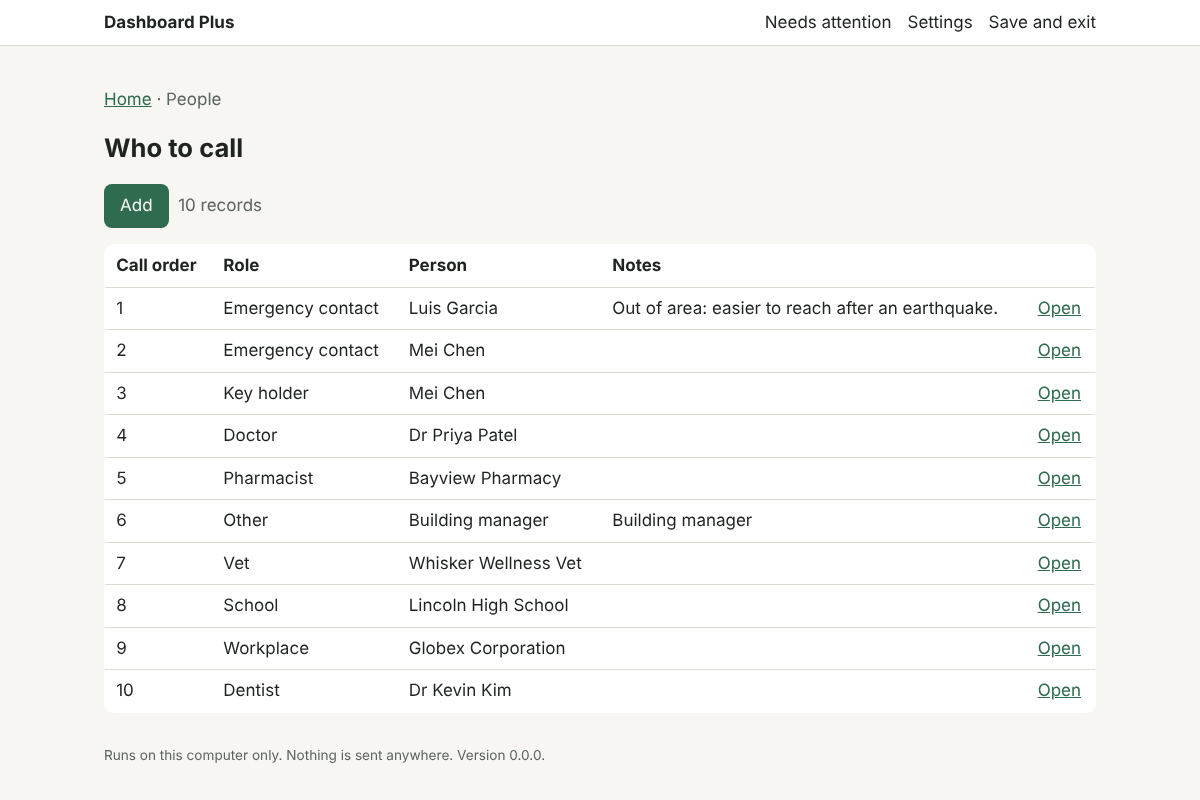 Dashboard Plus Needs attention Settings Save and exit
Home · People
Who to call
Add 10 records
Call order Role Person Notes
1 Emergency contact Luis Garcia Out of area: easier to reach after an earthquake. Open
2 Emergency contact Mei Chen Open
3 Key holder Mei Chen Open
4 Doctor Dr Priya Patel Open
5 Pharmacist Bayview Pharmacy Open
6 Other Building manager Building manager Open
7 Vet Whisker Wellness Vet Open
8 School Lincoln High School Open
9 Workplace Globex Corporation Open
10 Dentist Dr Kevin Kim Open
Runs on this computer only. Nothing is sent anywhere. Version 0.0.0.